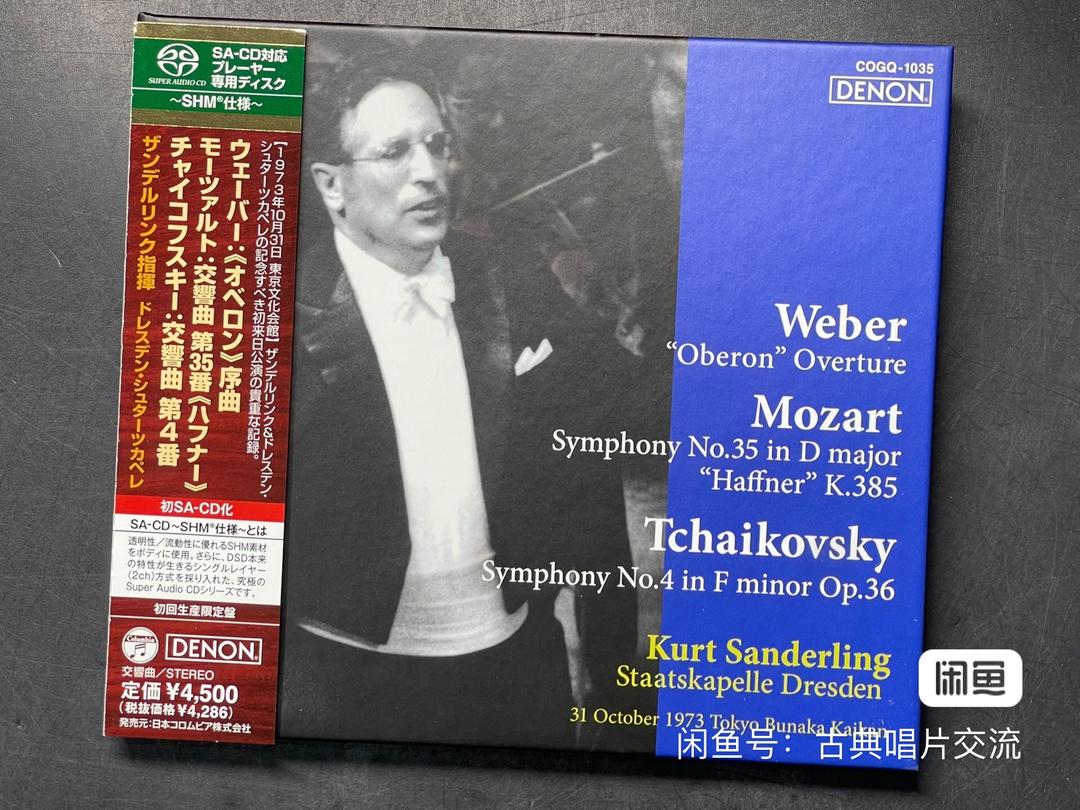 SA-CD対応
プレーヤー
専用ディスク
SUPER AUDIO CD
～SHM®仕様～
【1973年10月31日 東京文化会館】ザンデルリンク&ドレスデン・
シュターツカペレの記念すべき初来日公演の貴重な記録。
ウェーバー：《オベロン》序曲
モーツァルト：交響曲 第35番《ハフナー》
チャイコフスキー：交響曲 第4番
ザンデルリンク指揮 ドレスデン・シュターツカペレ
初SA-CD化
SA-CD～SHM®仕様～とは
透明性／流動性に優れるSHM素材
をボディに使用。さらに、DSD本来
の特性が生きるシングルレイヤー
(2ch)方式を採り入れた、究極の
Super Audio CDシリーズです。
初回生産限定盤
Columbia
DENON
交響曲／STEREO
定価￥4,500
(税抜価格￥4,286)
発売元：日本コロムビア株式会社
COGQ-1035
DENON
Weber
“Oberon” Overture
Mozart
Symphony No.35 in D major
“Haffner” K.385
Tchaikovsky
Symphony No.4 in F minor Op.36
Kurt Sanderling
Staatskapelle Dresden
31 October 1973 Tokyo Bunaka Kaikan
闲鱼
闲鱼号：古典唱片交流